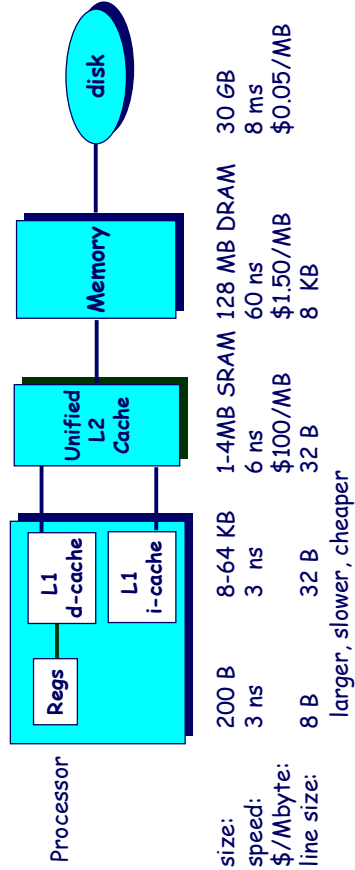 Processor
Regs
L1
d-cache
L1
i-cache
Unified
L2
Cache
Memory
disk
size: 200 B 8-64 KB 1-4MB SRAM 128 MB DRAM 30 GB
speed: 3 ns 3 ns 6 ns 60 ns 8 ms
$/Mbyte: $100/MB $1.50/MB $0.05/MB
line size: 8 B 32 B 32 B 8 KB
larger, slower, cheaper